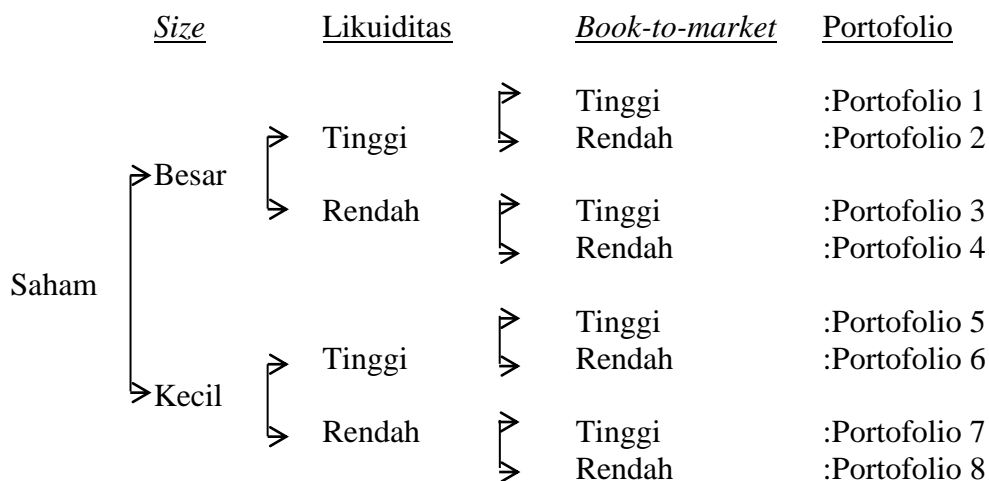 Size Likuiditas Book-to-market Portofolio
Tinggi :Portofolio 1
Tinggi Rendah :Portofolio 2
Besar
Rendah Tinggi :Portofolio 3
Rendah :Portofolio 4
Saham
Tinggi :Portofolio 5
Tinggi Rendah :Portofolio 6
Kecil
Rendah Tinggi :Portofolio 7
Rendah :Portofolio 8